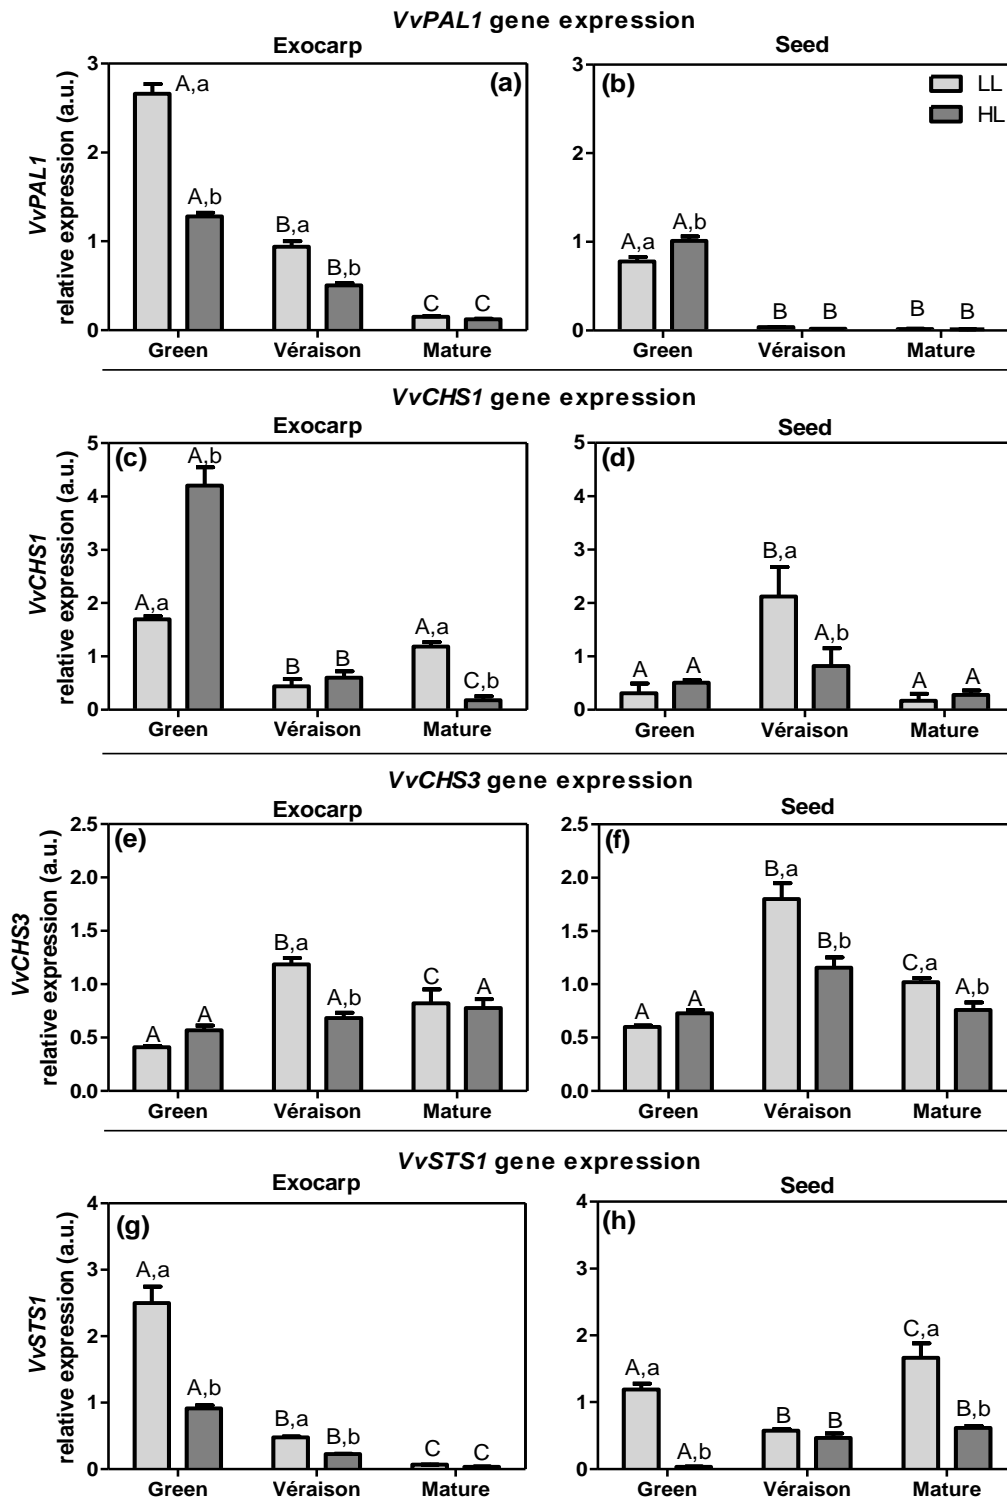 VvPAL1 gene expression
Exocarp
Seed
VvPAL1
relative expression (a.u.)
3
2
1
0
(a)
A,a
A,b
B,a
B,b
C
C
Green
Véraison
Mature
3
2
1
0
(b)
LL
HL
A,a
A,b
B
B
B
B
Green
Véraison
Mature
VvCHS1 gene expression
Exocarp
Seed
VvCHS1
relative expression (a.u.)
5
4
3
2
1
0
(c)
A,a
A,b
B
B
A,a
C,b
Green
Véraison
Mature
5
4
3
2
1
0
(d)
A
A
B,a
A,b
A
A
Green
Véraison
Mature
VvCHS3 gene expression
Exocarp
Seed
VvCHS3
relative expression (a.u.)
2.5
2.0
1.5
1.0
0.5
0.0
(e)
A
A
B,a
A,b
C
A
Green
Véraison
Mature
2.5
2.0
1.5
1.0
0.5
0.0
(f)
A
A
B,a
B,b
C,a
A,b
Green
Véraison
Mature
VvSTS1 gene expression
Exocarp
Seed
VvSTS1
relative expression (a.u.)
4
3
2
1
0
(g)
A,a
A,b
B,a
B,b
C
C
Green
Véraison
Mature
4
3
2
1
0
(h)
A,a
A,b
B
B
C,a
B,b
Green
Véraison
Mature